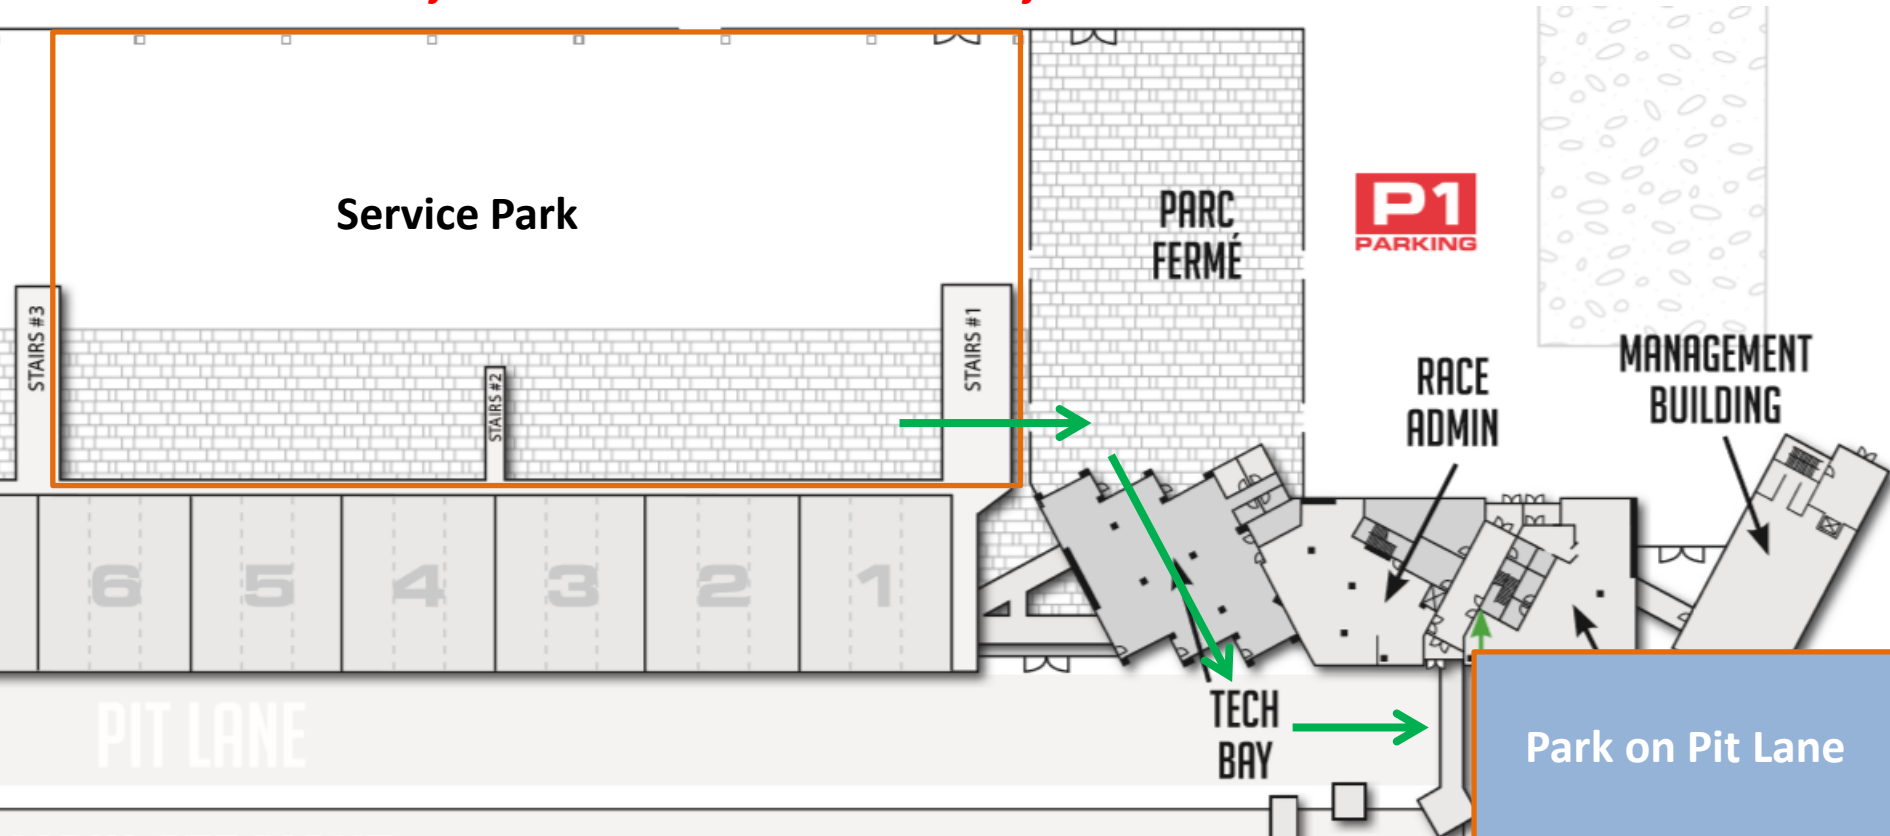 Service Park
PARC
FERMÉ
P1
PARKING
STAIRS #3
STAIRS #2
STAIRS #1
RACE
ADMIN
MANAGEMENT
BUILDING
6
5
4
3
2
1
PIT LANE
TECH
BAY
Park on Pit Lane